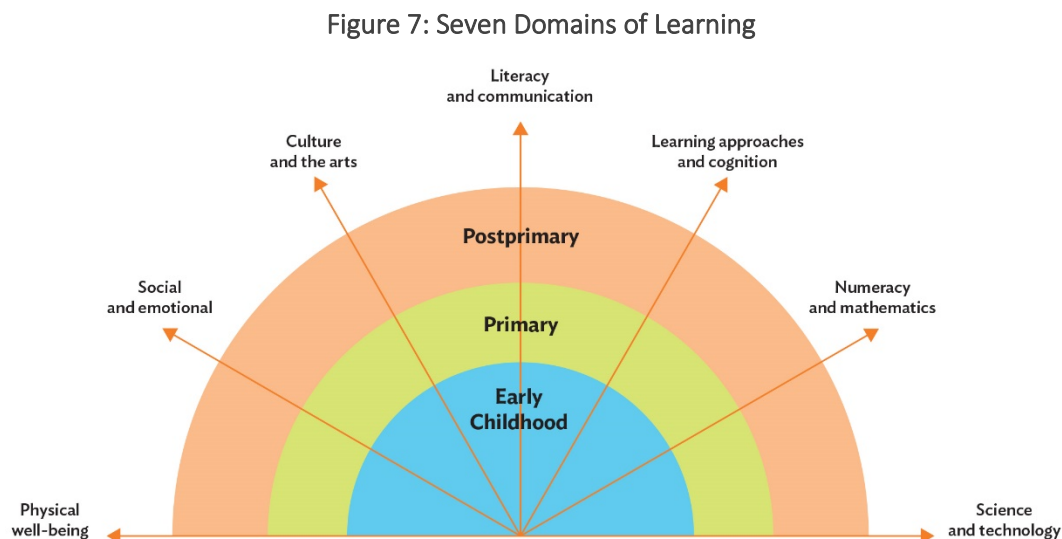 Figure 7: Seven Domains of Learning
Literacy
and communication
Culture
and the arts
Learning approaches
and cognition
Postprimary
Social
and emotional
Numeracy
and mathematics
Primary
Early
Childhood
Physical
well-being
Science
and technology